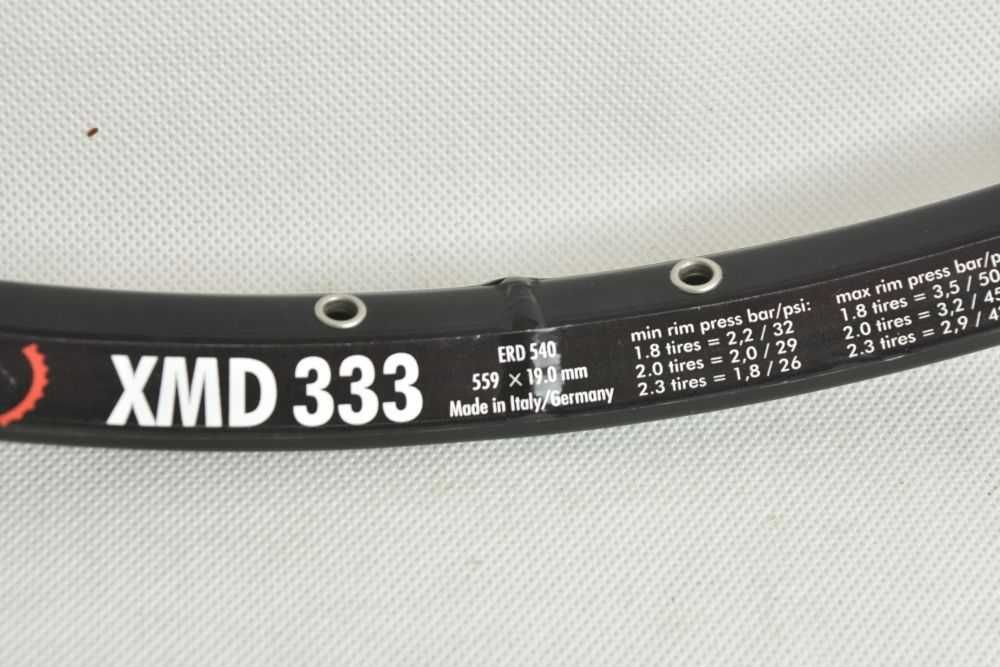 XMD 333
ERD 540
559 × 19.0 mm
Made in Italy/Germany
min rim press bar/psi:
1.8 tires = 2,2 / 32
2.0 tires = 2,0 / 29
2.3 tires = 1,8 / 26
max rim press bar/p
1.8 tires = 3,5 / 50
2.0 tires = 3,2 / 45
2.3 tires = 2,9 /